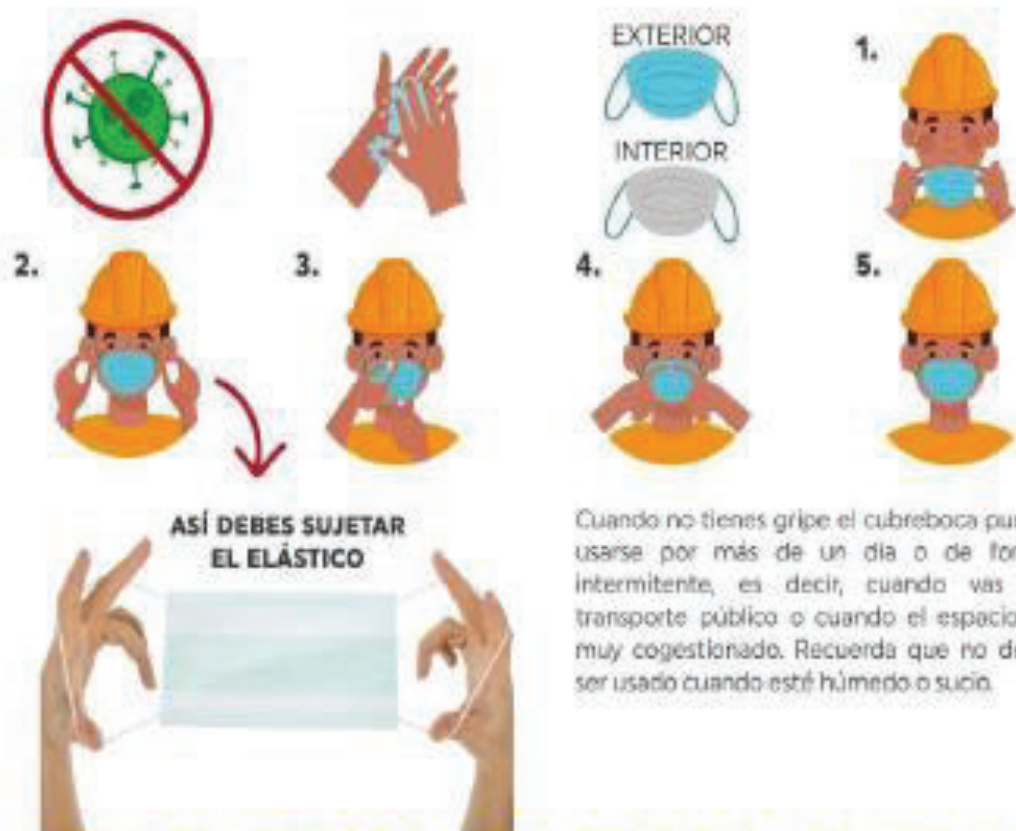 EXTERIOR
INTERIOR
1.
2.
3.
4.
5.
ASÍ DEBES SUJETAR
EL ELÁSTICO
Cuando no tienes gripe el cubreboca
usarse por más de un día o de
intermitente, es decir, cuando vas
transporte público o cuando el espacio
muy cogestionado. Recuerda que no
ser usado cuando esté húmedo o sucio.